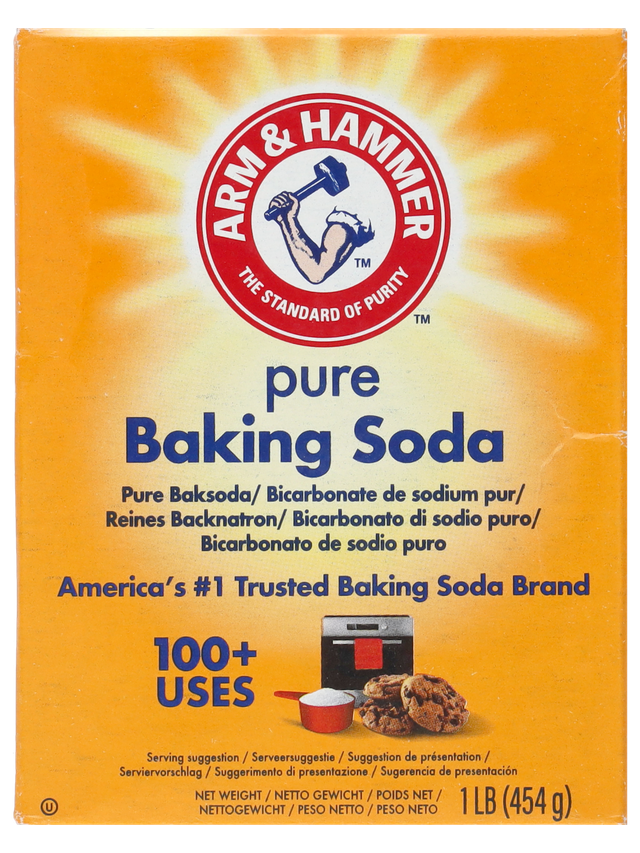 ARM & HAMMER
TM
THE STANDARD OF PURITY
TM
pure
Baking Soda
Pure Baksoda/ Bicarbonate de sodium pur/
Reines Backnatron/ Bicarbonato di sodio puro/
Bicarbonato de sodio puro
America's #1 Trusted Baking Soda Brand
100+
USES
Serving suggestion / Serveersuggestie / Suggestion de présentation /
Serviervorschlag / Suggerimento di presentazione / Sugerencia de presentación
NET WEIGHT / NETTO GEWICHT / POIDS NET /
NETTOGEWICHT / PESO NETTO / PESO NETO
1 LB (454 g)
U